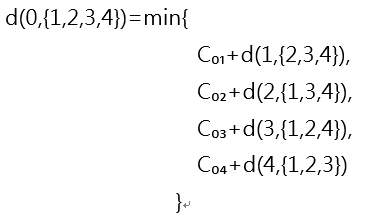 d(0,{1,2,3,4})=min{
C₀₁+d(1,{2,3,4}),
C₀₂+d(2,{1,3,4}),
C₀₃+d(3,{1,2,4}),
C₀₄+d(4,{1,2,3})
}↵